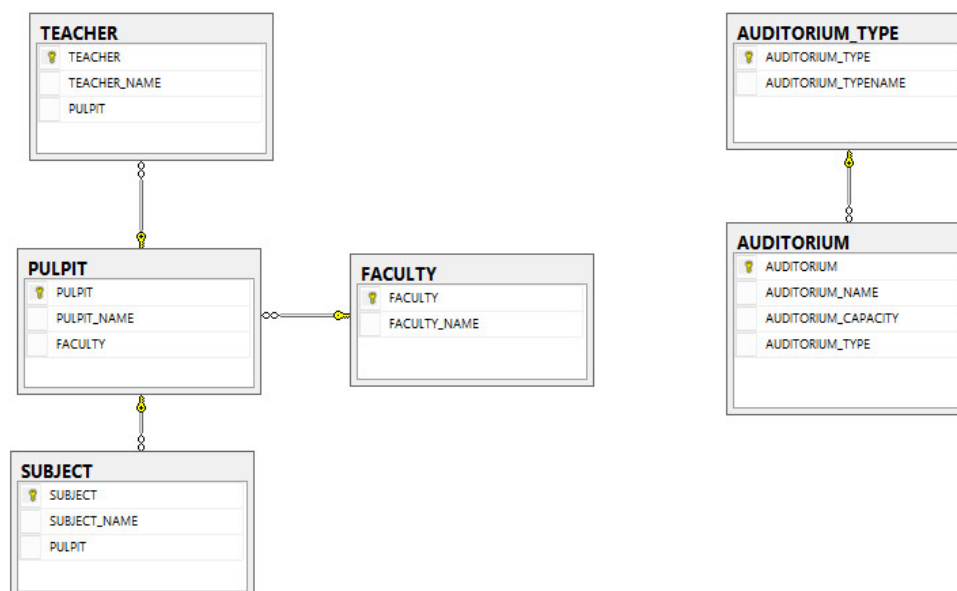 TEACHER
TEACHER
TEACHER_NAME
PULPIT
PULPIT
PULPIT
PULPIT_NAME
FACULTY
FACULTY
FACULTY
FACULTY_NAME
SUBJECT
SUBJECT
SUBJECT_NAME
PULPIT
AUDITORIUM_TYPE
AUDITORIUM_TYPE
AUDITORIUM_TYPENAME
AUDITORIUM
AUDITORIUM
AUDITORIUM_NAME
AUDITORIUM_CAPACITY
AUDITORIUM_TYPE